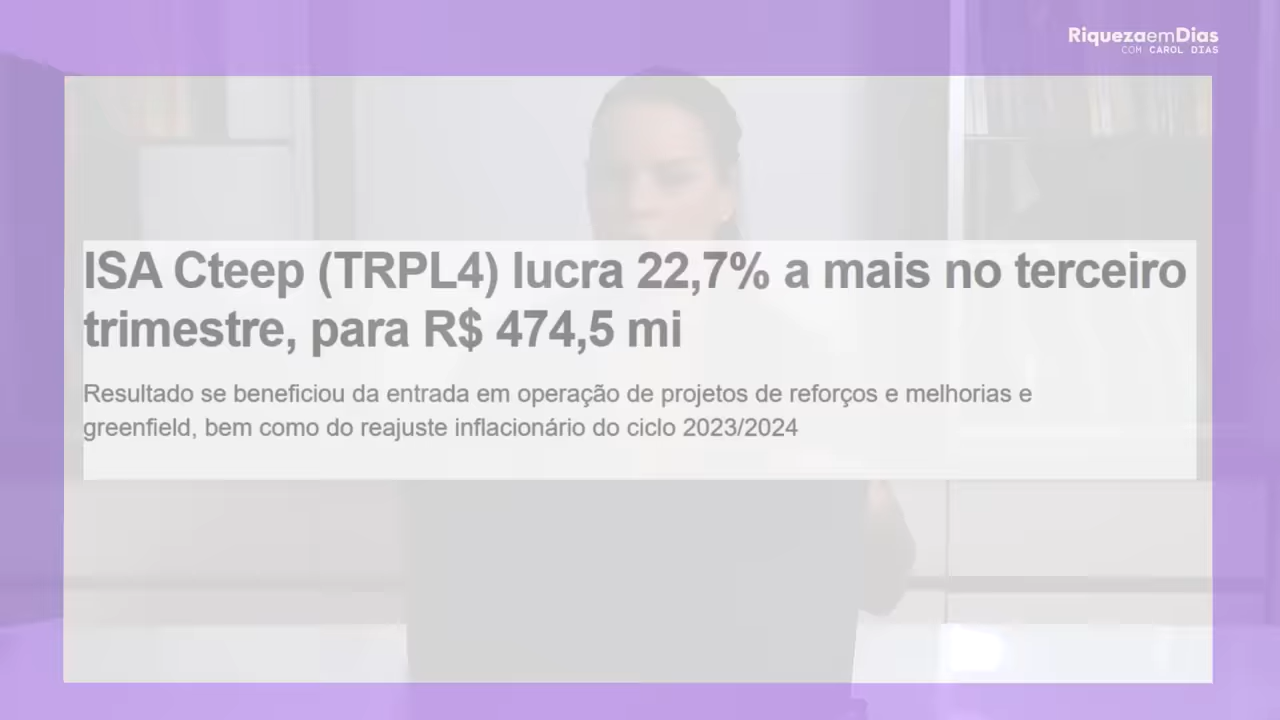 RiquezaemDias
COM CAROL DIAS
ISA Cteep (TRPL4) lucra 22,7% a mais no terceiro
trimestre, para R$ 474,5 mi
Resultado se beneficiou da entrada em operação de projetos de reforços e melhorias e
greenfield, bem como do reajuste inflacionário do ciclo 2023/2024